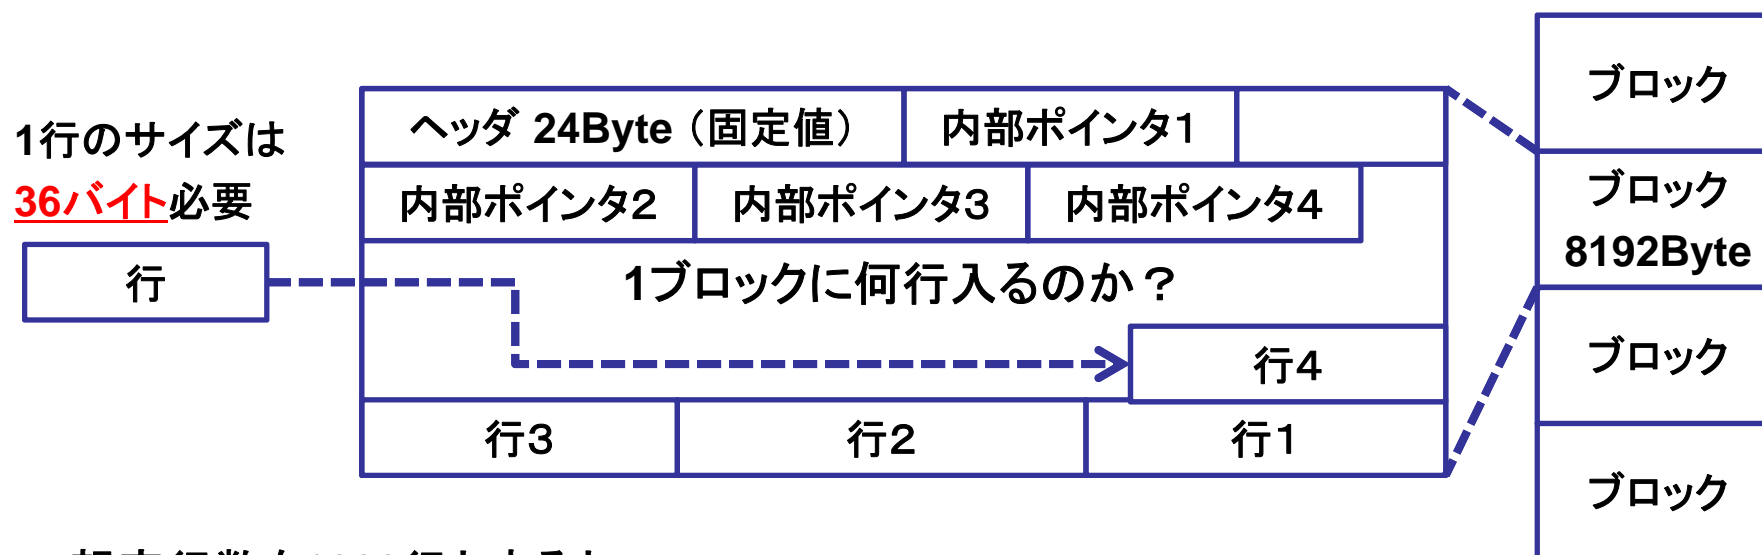 1行のサイズは
36バイト必要
行
ヘッダ 24Byte（固定値）
内部ポインタ1
内部ポインタ2
内部ポインタ3
内部ポインタ4
1ブロックに何行入るのか？
行4
行3
行2
行1
ブロック
ブロック
8192Byte
ブロック
ブロック